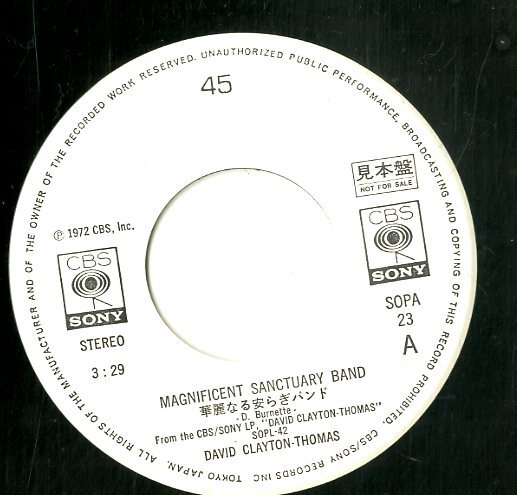 ALL RIGHTS OF THE MANUFACTURER AND OF THE OWNER OF THE RECORDED WORK RESERVED. UNAUTHORIZED PUBLIC PERFORMANCE, BROADCASTING AND COPYING OF THIS RECORD PROHIBITED. CBS/SONY RECORDS INC. TOKYO JAPAN.
45
見本盤
NOT FOR SALE
℗ 1972 CBS, Inc.
CBS
SONY
STEREO
3:29
CBS
SONY
SOPA
23
A
MAGNIFICENT SANCTUARY BAND
華麗なる安らぎバンド
- D. Burnette -
From the CBS/SONY LP, "DAVID CLAYTON-THOMAS"
SOPL-42
DAVID CLAYTON-THOMAS